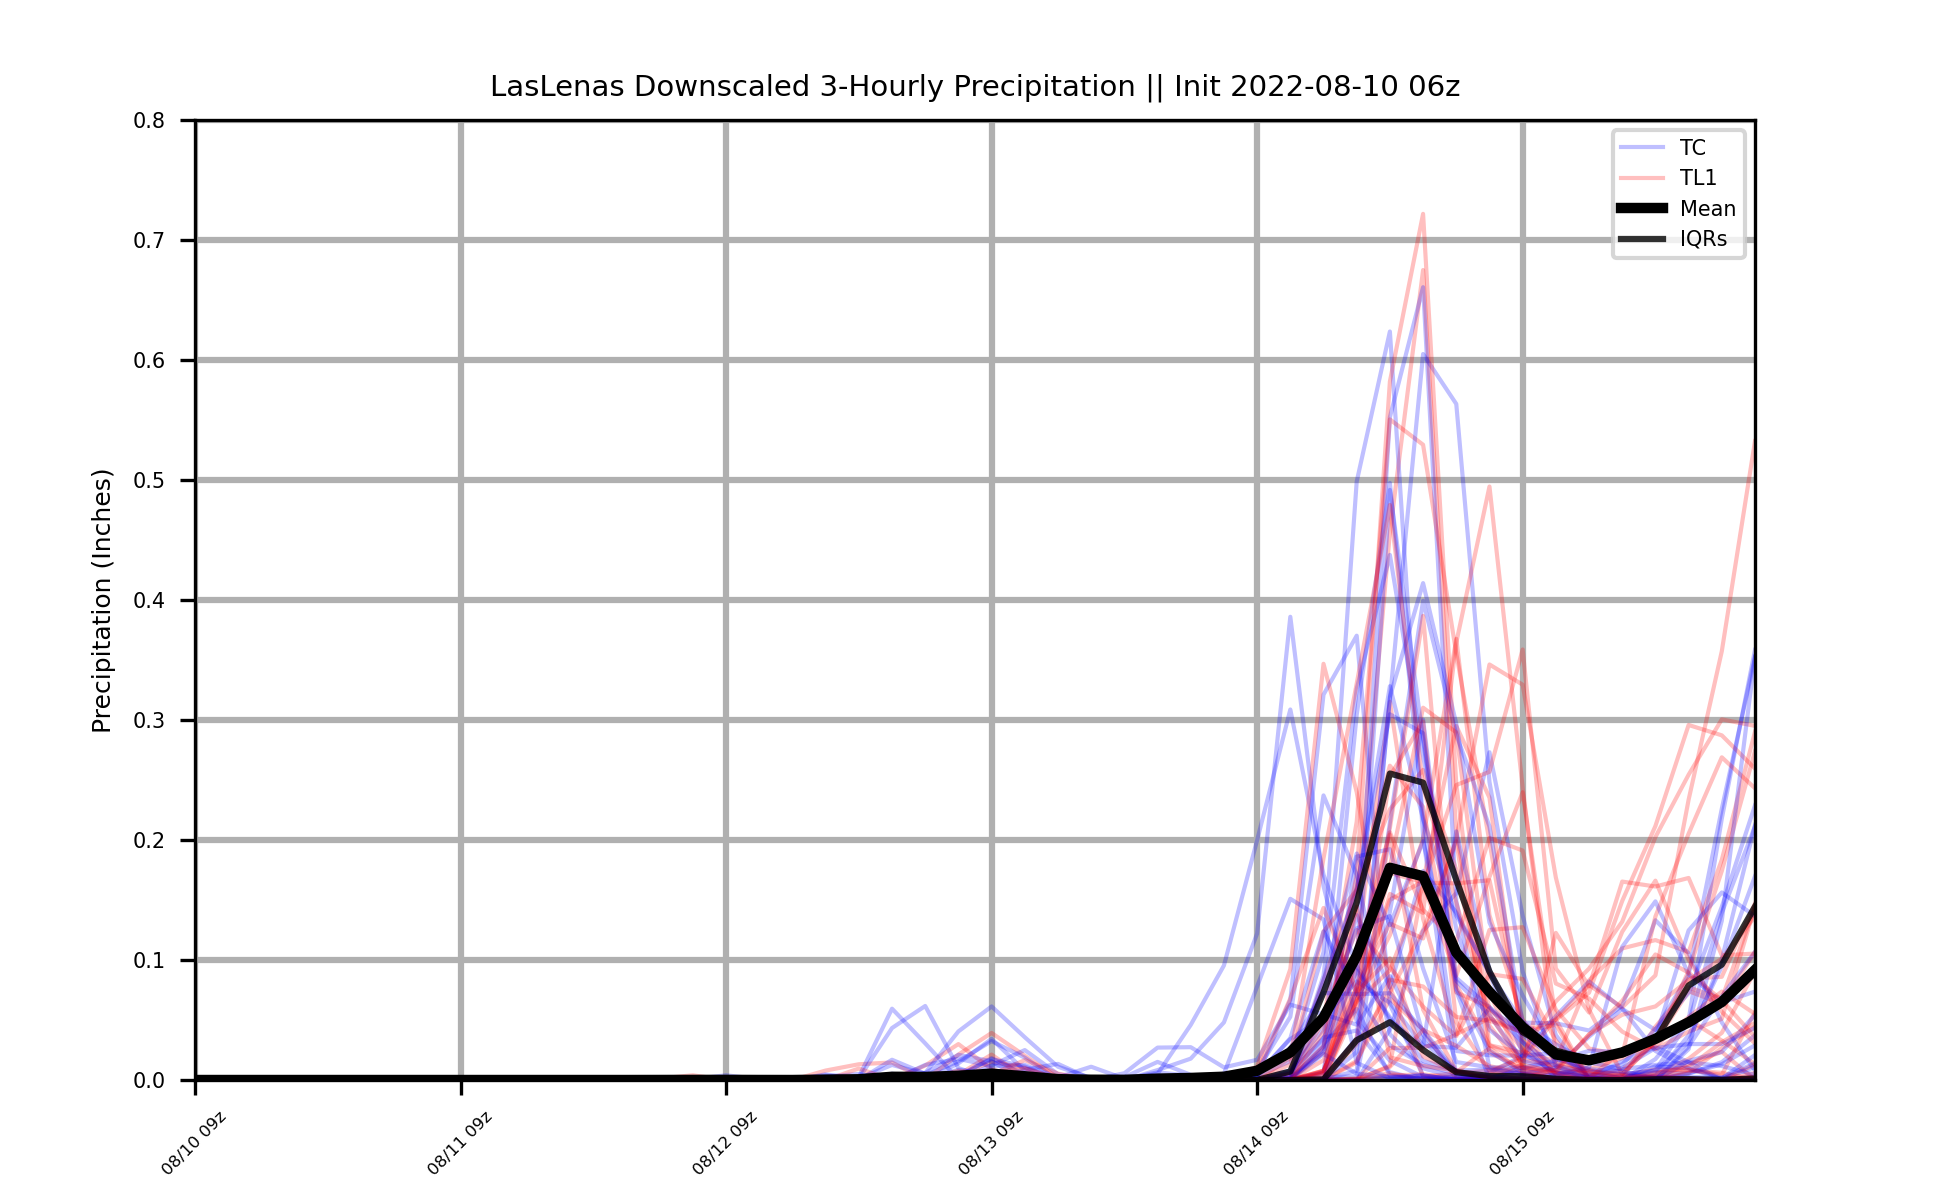 LasLenas Downscaled 3-Hourly Precipitation || Init 2022-08-10 06z
Precipitation (Inches)
0.8
0.7
0.6
0.5
0.4
0.3
0.2
0.1
0.0
TC
TL1
Mean
IQRs
08/10 09z
08/11 09z
08/12 09z
08/13 09z
08/14 09z
08/15 09z